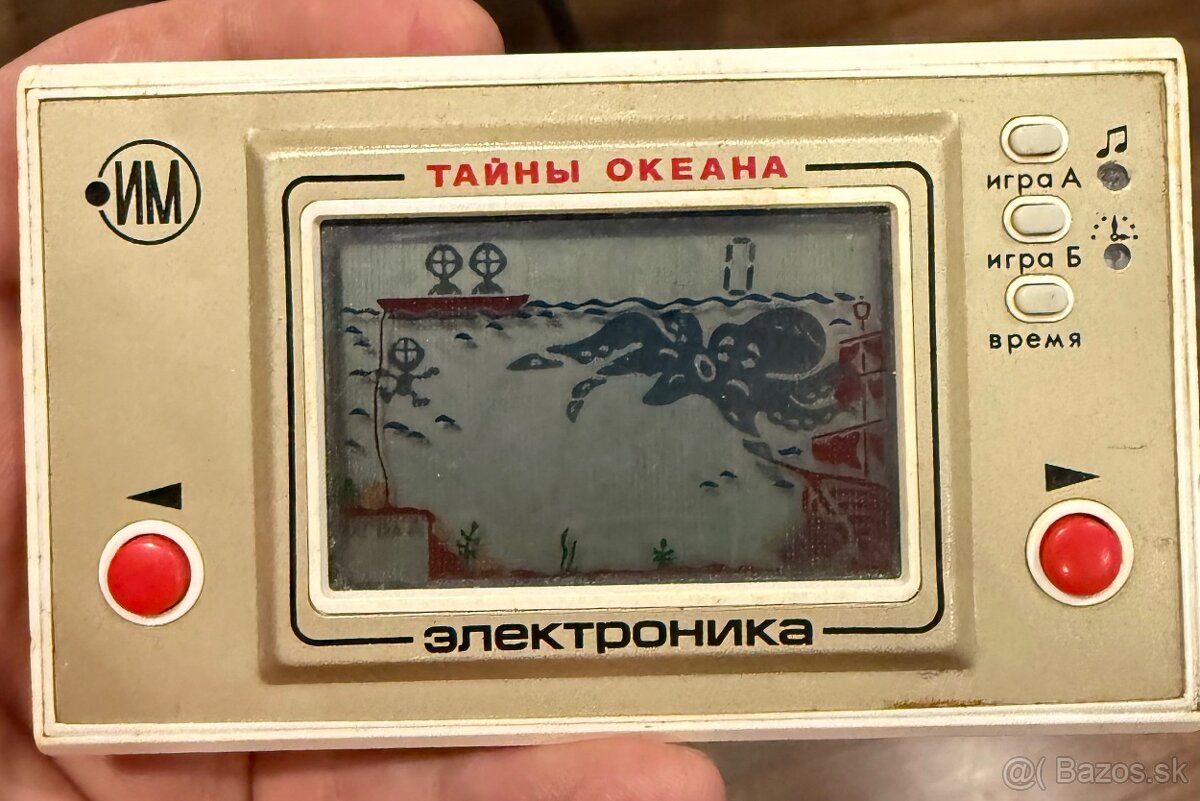 ИМ
ТАЙНЫ ОКЕАНА
0
игра А
игра Б
время
электроника
@( Bazos.sk